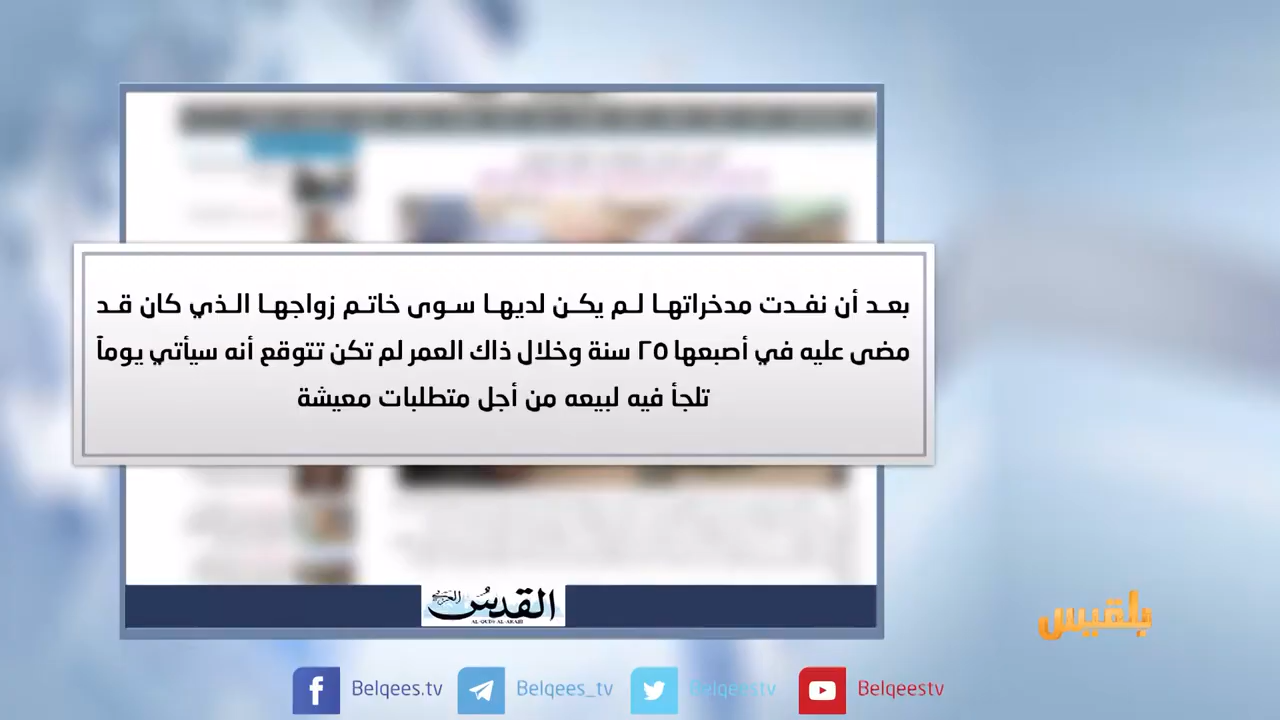 بعد أن نفدت مدخراتها لم يكن لديها سوى خاتم زواجها الذي كان قد
مضى عليه في أصبعها ٢٥ سنة وخلال ذاك العمر لم تكن تتوقع أنه سيأتي يوماً
تلجأ فيه لبيعه من أجل متطلبات معيشة
القدس العربي
AL-QUDS AL-ARABI
بلقيس
Belqees.tv
Belqees_tv
Belqeestv
Belqeestv